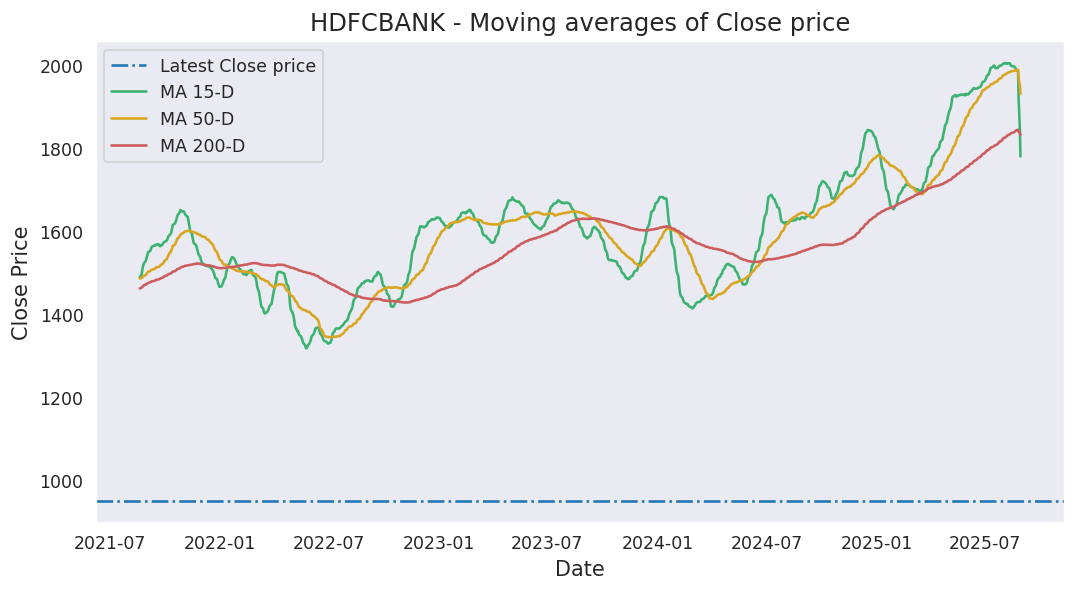 HDFCBANK - Moving averages of Close price
Latest Close price
MA 15-D
MA 50-D
MA 200-D
Close Price
2000
1800
1600
1400
1200
1000
2021-07 2022-01 2022-07 2023-01 2023-07 2024-01 2024-07 2025-01 2025-07
Date